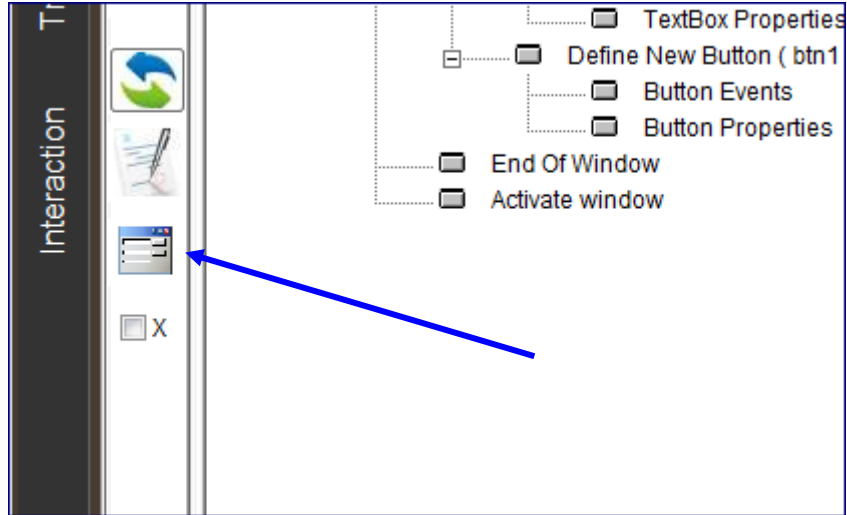 TextBox Properties
Define New Button ( btn1
Button Events
Button Properties
End Of Window
Activate window
Interaction
X